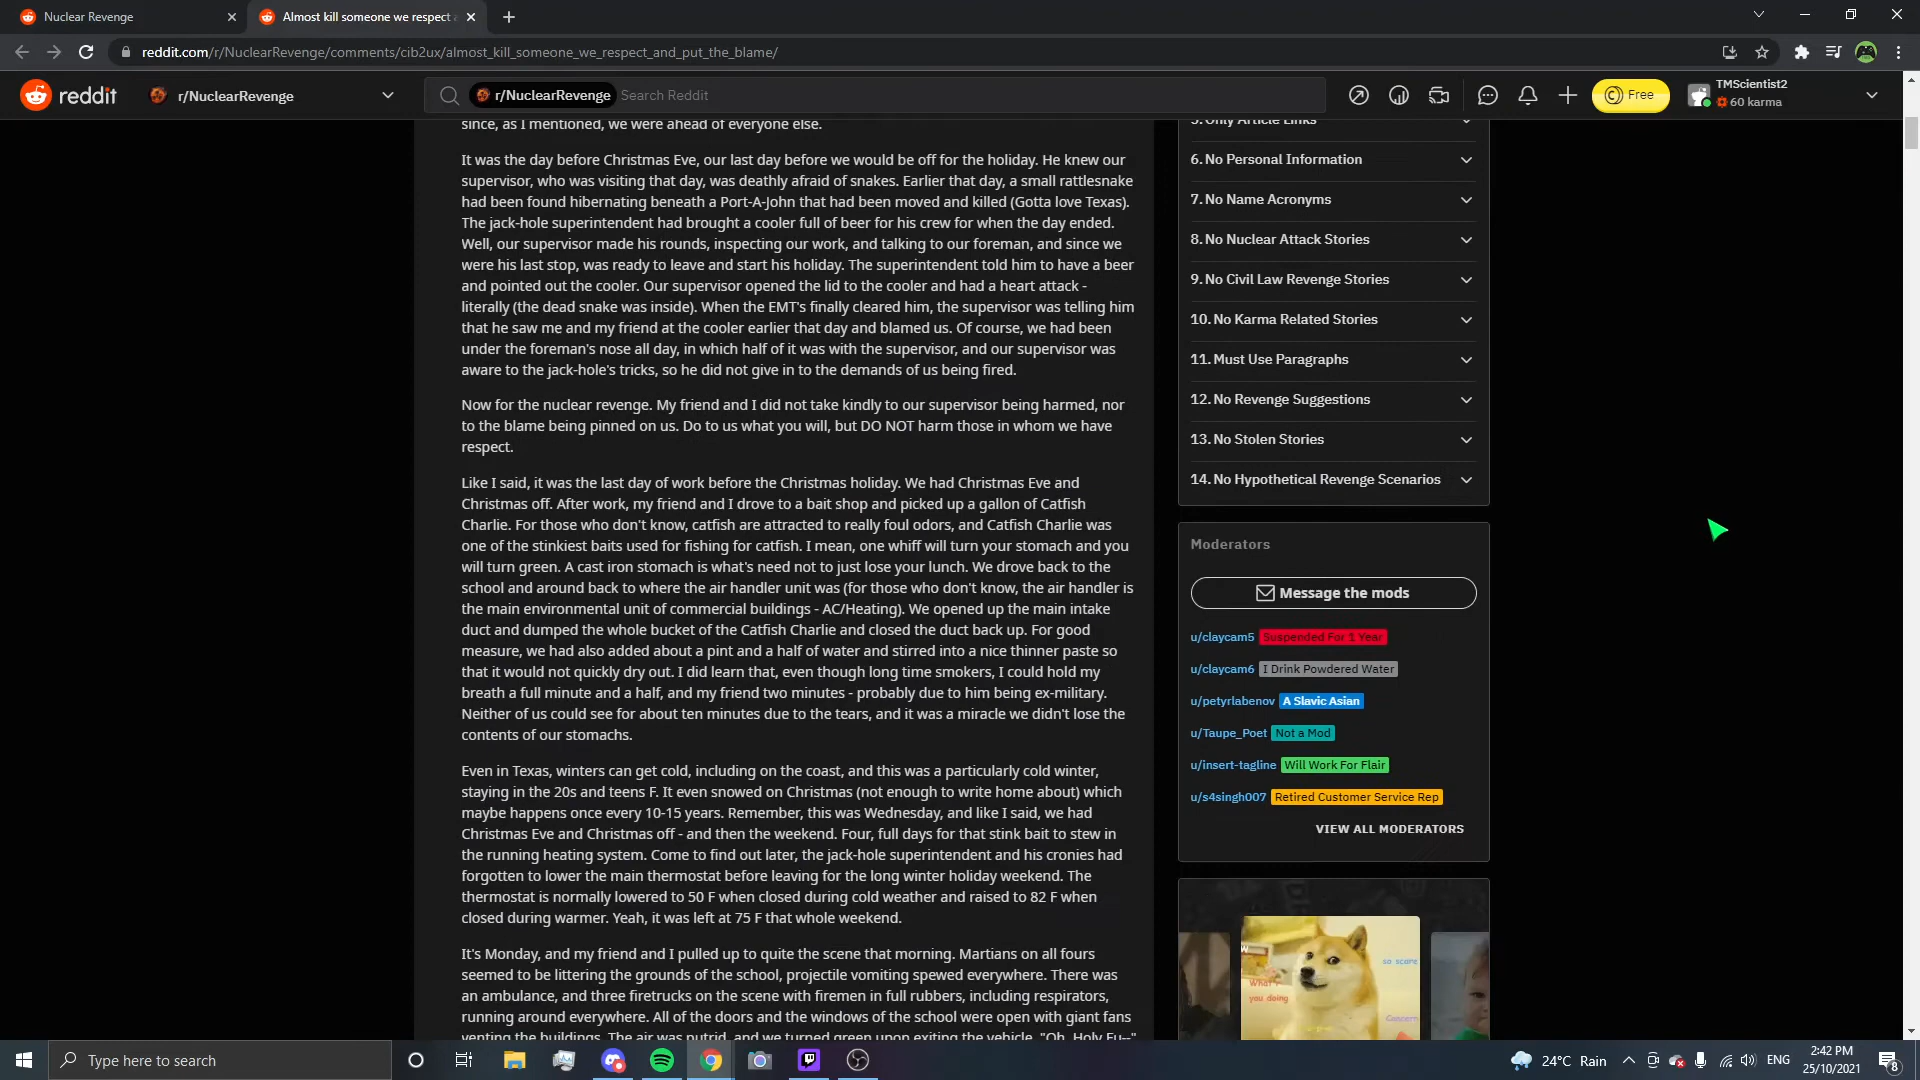 Nuclear Revenge
Almost kill someone we respect a
reddit.com/r/NuclearRevenge/comments/cib2ux/almost_kill_someone_we_respect_and_put_the_blame/
reddit
r/NuclearRevenge
r/NuclearRevenge Search Reddit
Free
TMScientist2
60 karma
since, as I mentioned, we were ahead of everyone else.
It was the day before Christmas Eve, our last day before we would be off for the holiday. He knew our
supervisor, who was visiting that day, was deathly afraid of snakes. Earlier that day, a small rattlesnake
had been found hibernating beneath a Port-A-John that had been moved and killed (Gotta love Texas).
The jack-hole superintendent had brought a cooler full of beer for his crew for when the day ended.
Well, our supervisor made his rounds, inspecting our work, and talking to our foreman, and since we
were his last stop, was ready to leave and start his holiday. The superintendent told him to have a beer
and pointed out the cooler. Our supervisor opened the lid to the cooler and had a heart attack -
literally (the dead snake was inside). When the EMT's finally cleared him, the supervisor was telling him
that he saw me and my friend at the cooler earlier that day and blamed us. Of course, we had been
under the foreman's nose all day, in which half of it was with the supervisor, and our supervisor was
aware to the jack-hole's tricks, so he did not give in to the demands of us being fired.
Now for the nuclear revenge. My friend and I did not take kindly to our supervisor being harmed, nor
to the blame being pinned on us. Do to us what you will, but DO NOT harm those in whom we have
respect.
Like I said, it was the last day of work before the Christmas holiday. We had Christmas Eve and
Christmas off. After work, my friend and I drove to a bait shop and picked up a gallon of Catfish
Charlie. For those who don't know, catfish are attracted to really foul odors, and Catfish Charlie was
one of the stinkiest baits used for fishing for catfish. I mean, one whiff will turn your stomach and you
will turn green. A cast iron stomach is what's need not to just lose your lunch. We drove back to the
school and around back to where the air handler unit was (for those who don't know, the air handler is
the main environmental unit of commercial buildings - AC/Heating). We opened up the main intake
duct and dumped the whole bucket of the Catfish Charlie and closed the duct back up. For good
measure, we had also added about a pint and a half of water and stirred into a nice thinner paste so
that it would not quickly dry out. I did learn that, even though long time smokers, I could hold my
breath a full minute and a half, and my friend two minutes - probably due to him being ex-military.
Neither of us could see for about ten minutes due to the tears, and it was a miracle we didn't lose the
contents of our stomachs.
Even in Texas, winters can get cold, including on the coast, and this was a particularly cold winter,
staying in the 20s and teens F. It even snowed on Christmas (not enough to write home about) which
maybe happens once every 10-15 years. Remember, this was Wednesday, and like I said, we had
Christmas Eve and Christmas off - and then the weekend. Four, full days for that stink bait to stew in
the running heating system. Come to find out later, the jack-hole superintendent and his cronies had
forgotten to lower the main thermostat before leaving for the long winter holiday weekend. The
thermostat is normally lowered to 50 F when closed during cold weather and raised to 82 F when
closed during warmer. Yeah, it was left at 75 F that whole weekend.
It's Monday, and my friend and I pulled up to quite the scene that morning. Martians on all fours
seemed to be littering the grounds of the school, projectile vomiting spewed everywhere. There was
an ambulance, and three firetrucks on the scene with firemen in full rubbers, including respirators,
running around everywhere. All of the doors and the windows of the school were open with giant fans
venting the buildings. The air was putrid, and we turned green upon exiting the vehicle. "Oh, Holy Fu--"
5. Only Article Links
6. No Personal Information
7. No Name Acronyms
8. No Nuclear Attack Stories
9. No Civil Law Revenge Stories
10. No Karma Related Stories
11. Must Use Paragraphs
12. No Revenge Suggestions
13. No Stolen Stories
14. No Hypothetical Revenge Scenarios
Moderators
Message the mods
u/claycam5 Suspended For 1 Year
u/claycam6 I Drink Powdered Water
u/petyrlabenov A Slavic Asian
u/Taupe_Poet Not a Mod
u/insert-tagline Will Work For Flair
u/s4singh007 Retired Customer Service Rep
VIEW ALL MODERATORS
so scare
What r
you doing
Concern
Type here to search
24°C Rain
ENG
2:42 PM
25/10/2021
8